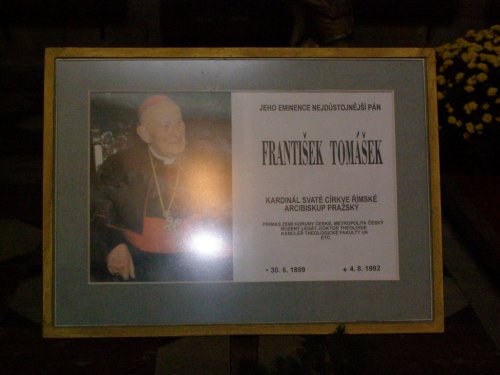 JEHO EMINENCE NEJDŮSTOJNĚJŠÍ PÁN
FRANTIŠEK TOMÁŠEK
KARDINÁL SVATÉ CÍRKVE ŘÍMSKÉ
ARCIBISKUP PRAŽSKÝ
PRIMAS ZEMÍ KORUNY ČESKÉ, METROPOLITA ČESKÝ
ROZENÝ LEGÁT, DOKTOR THEOLOGIE
KANCLÉŘ THEOLOGICKÉ FAKULTY UK
ETC.
* 30. 6. 1899 + 4. 8. 1992